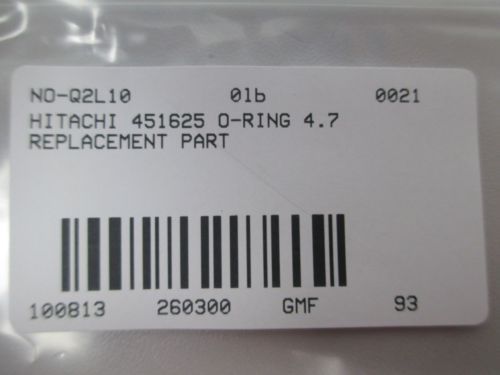 NO-Q2L10 0lb 0021
HITACHI 451625 O-RING 4.7
REPLACEMENT PART
100813 260300 GMF 93